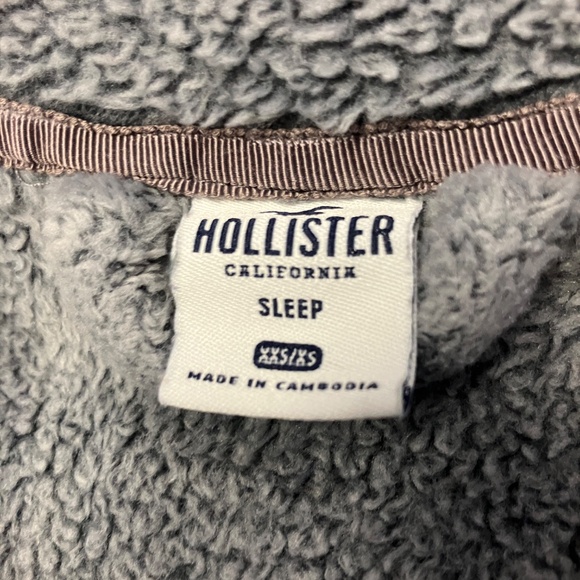 HOLLISTER
CALIFORNIA
SLEEP
XXS/XS
MADE IN CAMBODIA